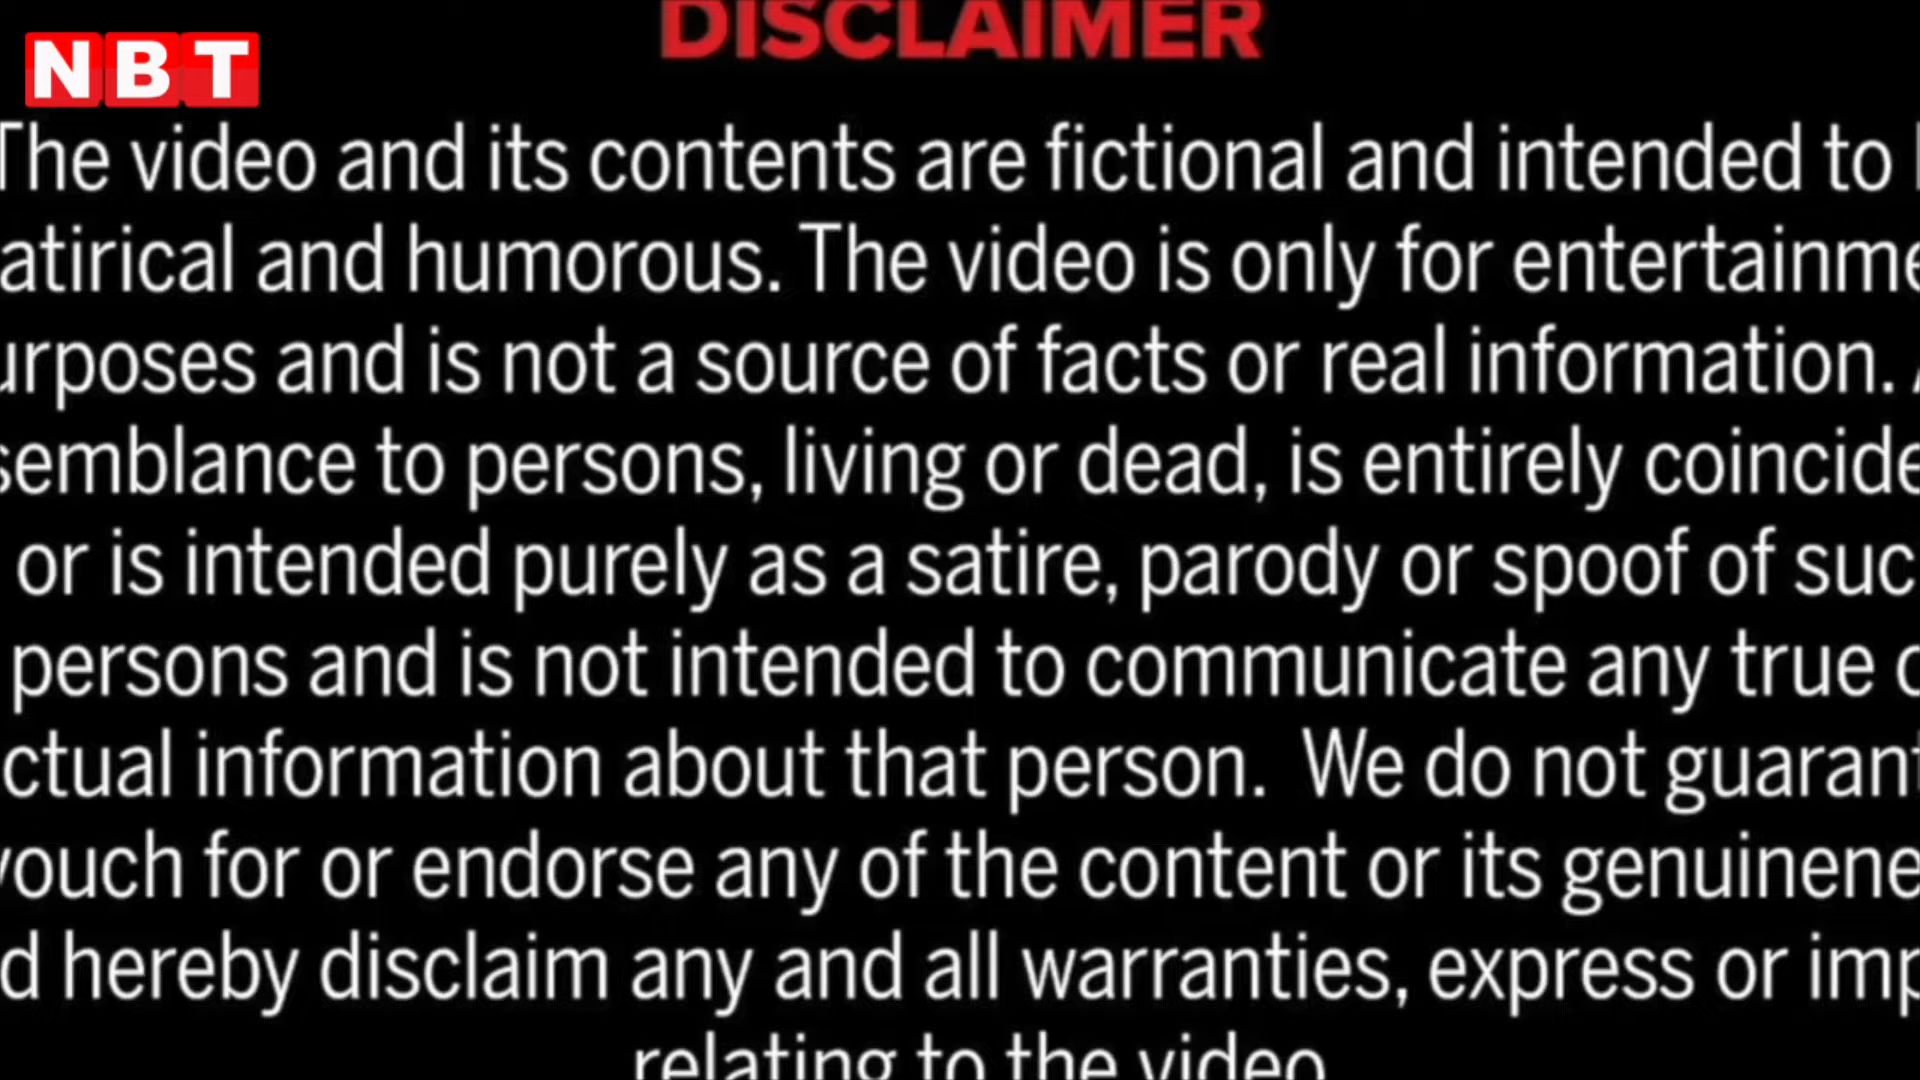 DISCLAIMER
NBT
The video and its contents are fictional and intended to
atirical and humorous. The video is only for entertainme
urposes and is not a source of facts or real information.
semblance to persons, living or dead, is entirely coincide
or is intended purely as a satire, parody or spoof of suc
persons and is not intended to communicate any true
ctual information about that person. We do not guarant
vouch for or endorse any of the content or its genuinene
d hereby disclaim any and all warranties, express or imp
relating to the video